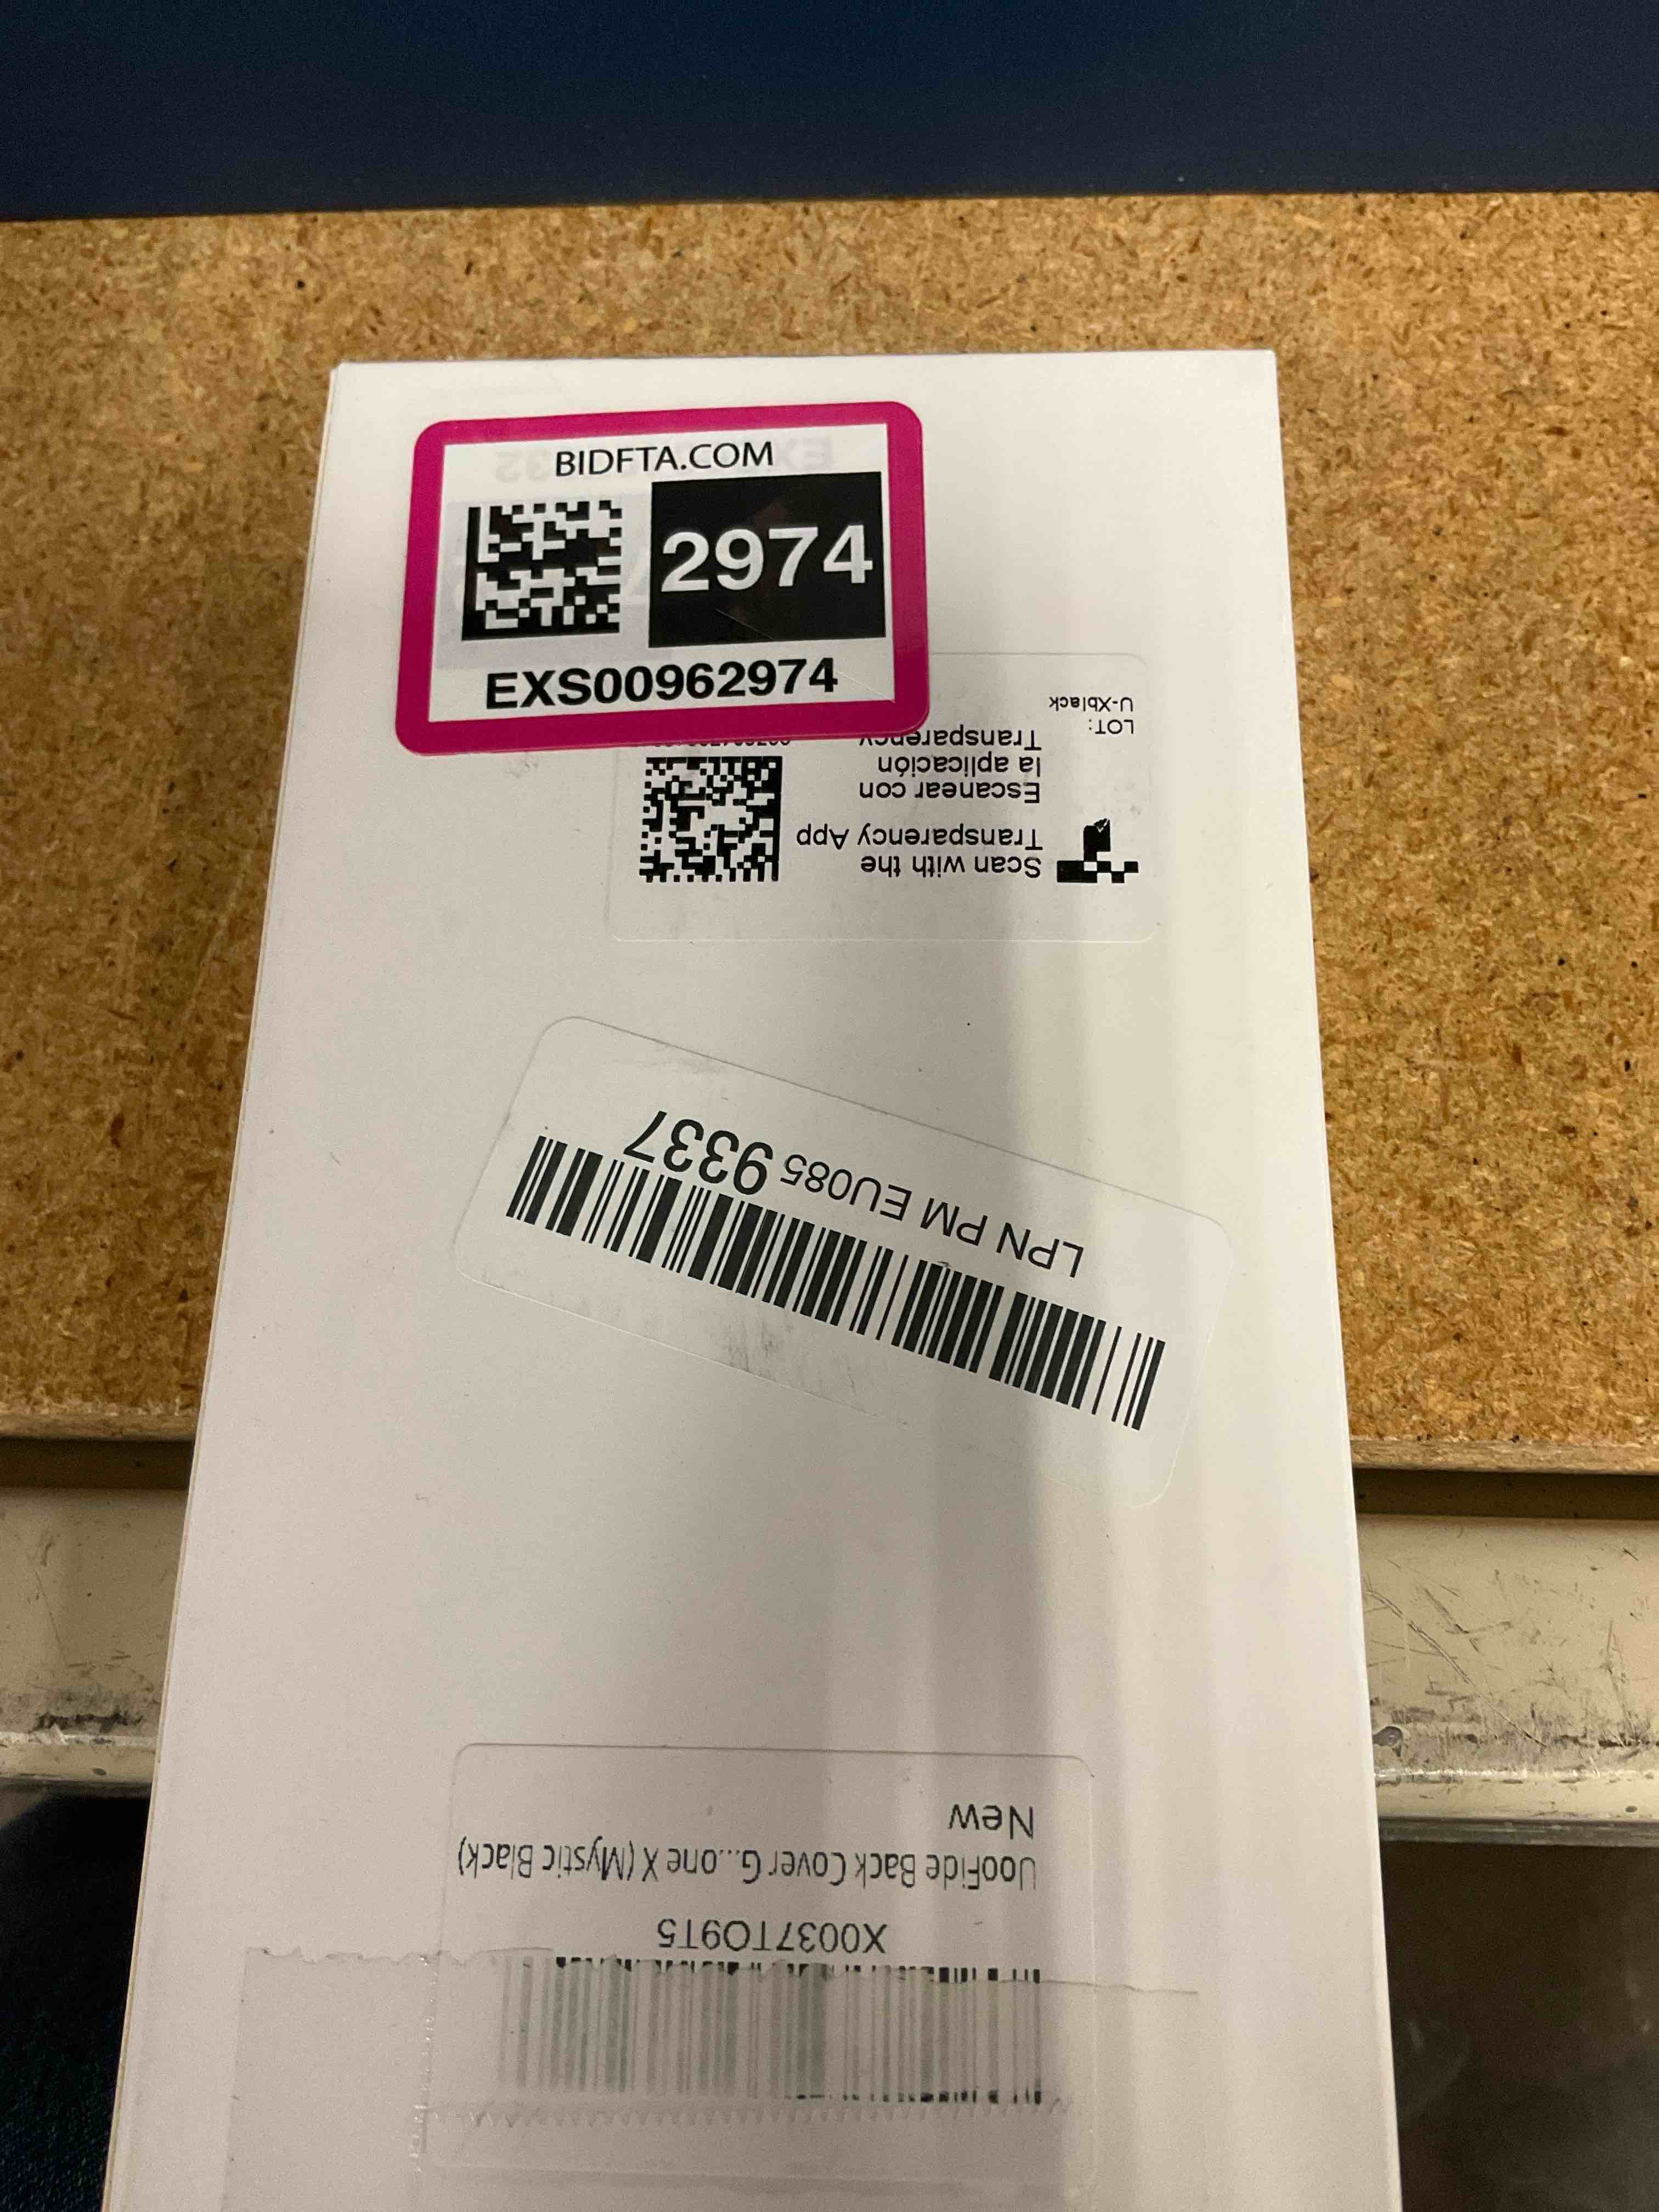 BIDFTA.COM
2974
EXS00962974
Scan with the
Transparency App
Escanear con
la aplicación
Transparency
LOT:
U-Xblack
LPN PM EU085 9337
X0037TO9T5
UooFide Back Cover G...one X (Mystic Black)
New